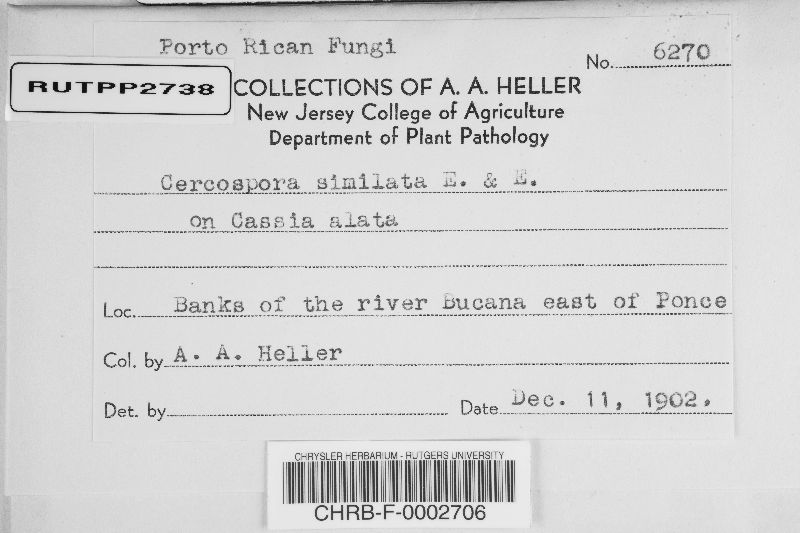 Porto Rican Fungi
No. 6270
RUTPP2738
COLLECTIONS OF A. A. HELLER
New Jersey College of Agriculture
Department of Plant Pathology
Cercospora similata E. & E.
on Cassia alata
Loc. Banks of the river Bucana east of Ponce
Col. by A. A. Heller
Det. by
Date Dec. 11, 1902.
CHRYSLER HERBARIUM - RUTGERS UNIVERSITY
CHRB-F-0002706